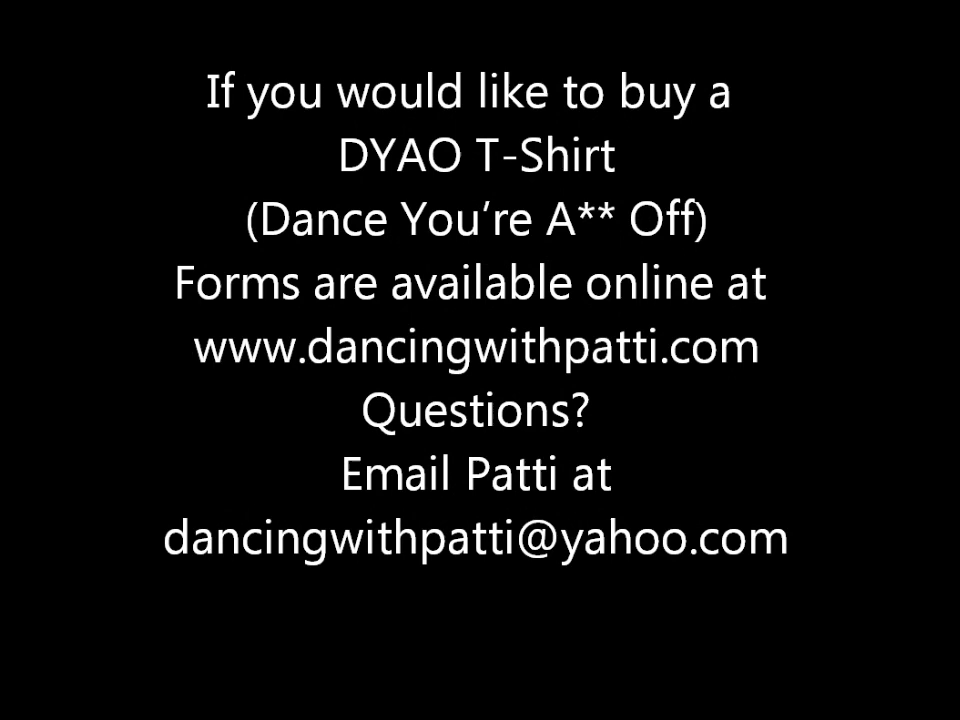 If you would like to buy a
DYAO T-Shirt
(Dance You’re A** Off)
Forms are available online at
www.dancingwithpatti.com
Questions?
Email Patti at
dancingwithpatti@yahoo.com